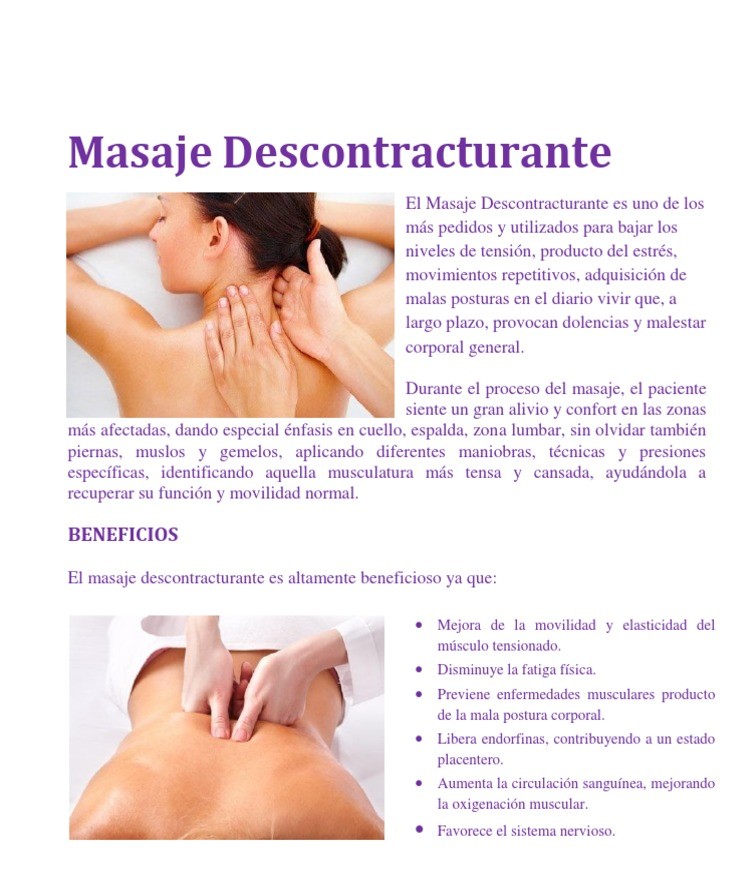 Masaje Descontracturante
El Masaje Descontracturante es uno de los
más pedidos y utilizados para bajar los
niveles de tensión, producto del estrés,
movimientos repetitivos, adquisición de
malas posturas en el diario vivir que, a
largo plazo, provocan dolencias y malestar
corporal general.
Durante el proceso del masaje, el paciente
siente un gran alivio y confort en las zonas
más afectadas, dando especial énfasis en cuello, espalda, zona lumbar, sin olvidar también
piernas, muslos y gemelos, aplicando diferentes maniobras, técnicas y presiones
específicas, identificando aquella musculatura más tensa y cansada, ayudándola a
recuperar su función y movilidad normal.
BENEFICIOS
El masaje descontracturante es altamente beneficioso ya que:
• Mejora de la movilidad y elasticidad del
músculo tensionado.
• Disminuye la fatiga física.
• Previene enfermedades musculares producto
de la mala postura corporal.
• Libera endorfinas, contribuyendo a un estado
placentero.
• Aumenta la circulación sanguínea, mejorando
la oxigenación muscular.
• Favorece el sistema nervioso.